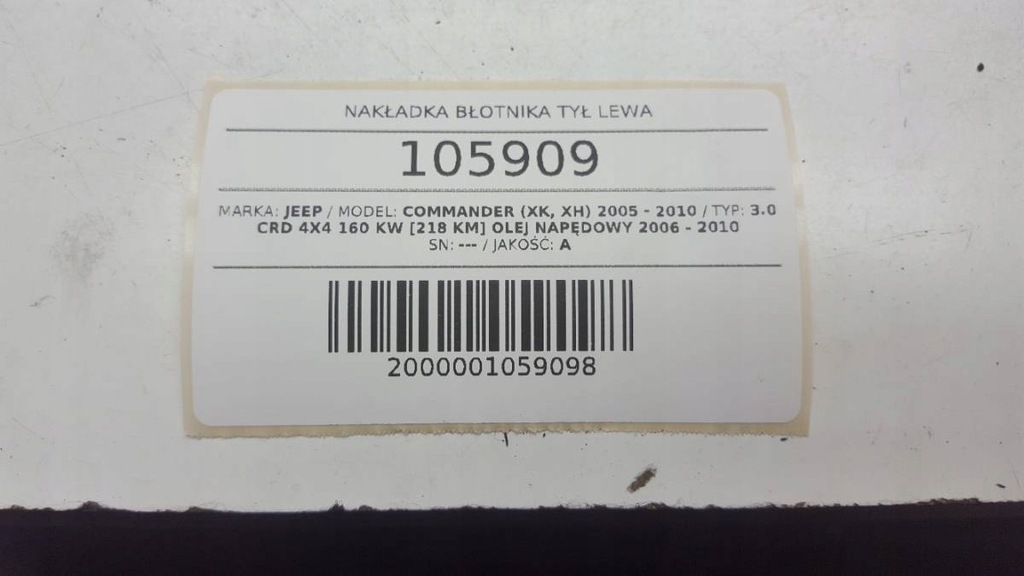 NAKŁADKA BŁOTNIKA TYŁ LEWA
105909
MARKA: JEEP / MODEL: COMMANDER (XK, XH) 2005 - 2010 / TYP: 3.0
CRD 4X4 160 KW [218 KM] OLEJ NAPĘDOWY 2006 - 2010
SN: --- / JAKOŚĆ: A
2000001059098